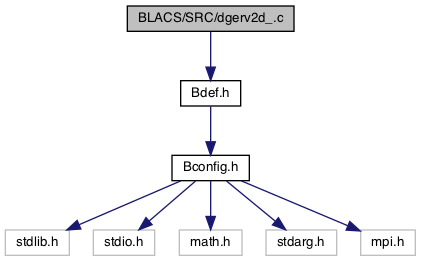 BLACS/SRC/dgerv2d_.c
Bdef.h
Bconfig.h
stdlib.h
stdio.h
math.h
stdarg.h
mpi.h